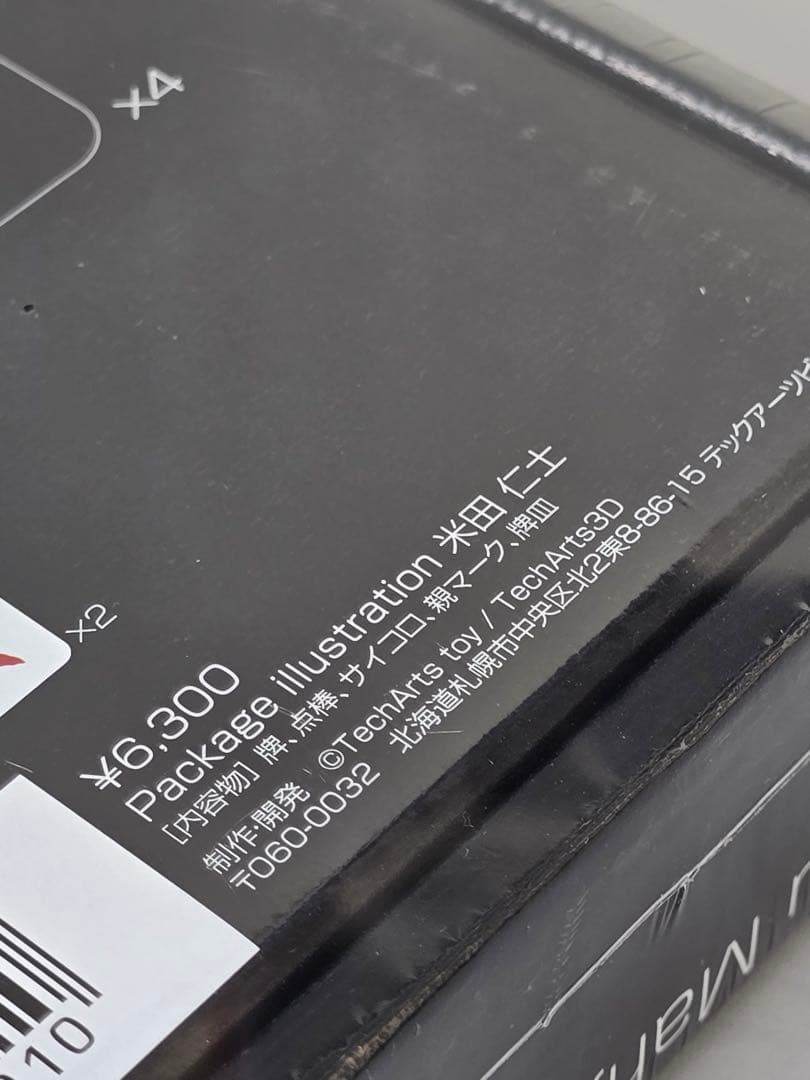 x4
x2
¥6,300
Package illustration 米田 仁士
[内容物] 牌、点棒、サイコロ、親マーク、牌皿
制作・開発 ©TechArts toy / TechArts3D
〒060-0032 北海道札幌市中央区北2東8-86-15 テックアーツビ
10
Mah